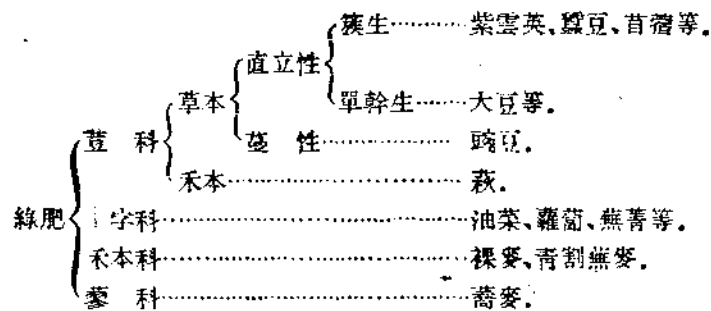 簇生……紫雲英、蠶豆、苜蓿等.
直立性
草本
單幹生……大豆等.
荳 科
蔓 性……豌豆.
禾本……萩.
綠肥
字科……油菜、蘿蔔、蕪菁等.
禾本科……裸麥、青割燕麥.
蓼 科……蕎麥.